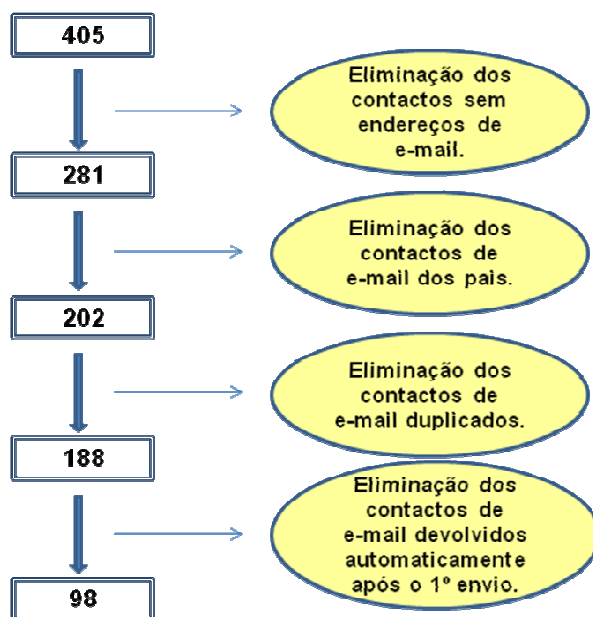 405
Eliminação dos
contactos sem
endereços de
e-mail.
281
Eliminação dos
contactos de
e-mail dos pais.
202
Eliminação dos
contactos de
e-mail duplicados.
188
Eliminação dos
contactos de
e-mail devolvidos
automaticamente
após o 1º envio.
98